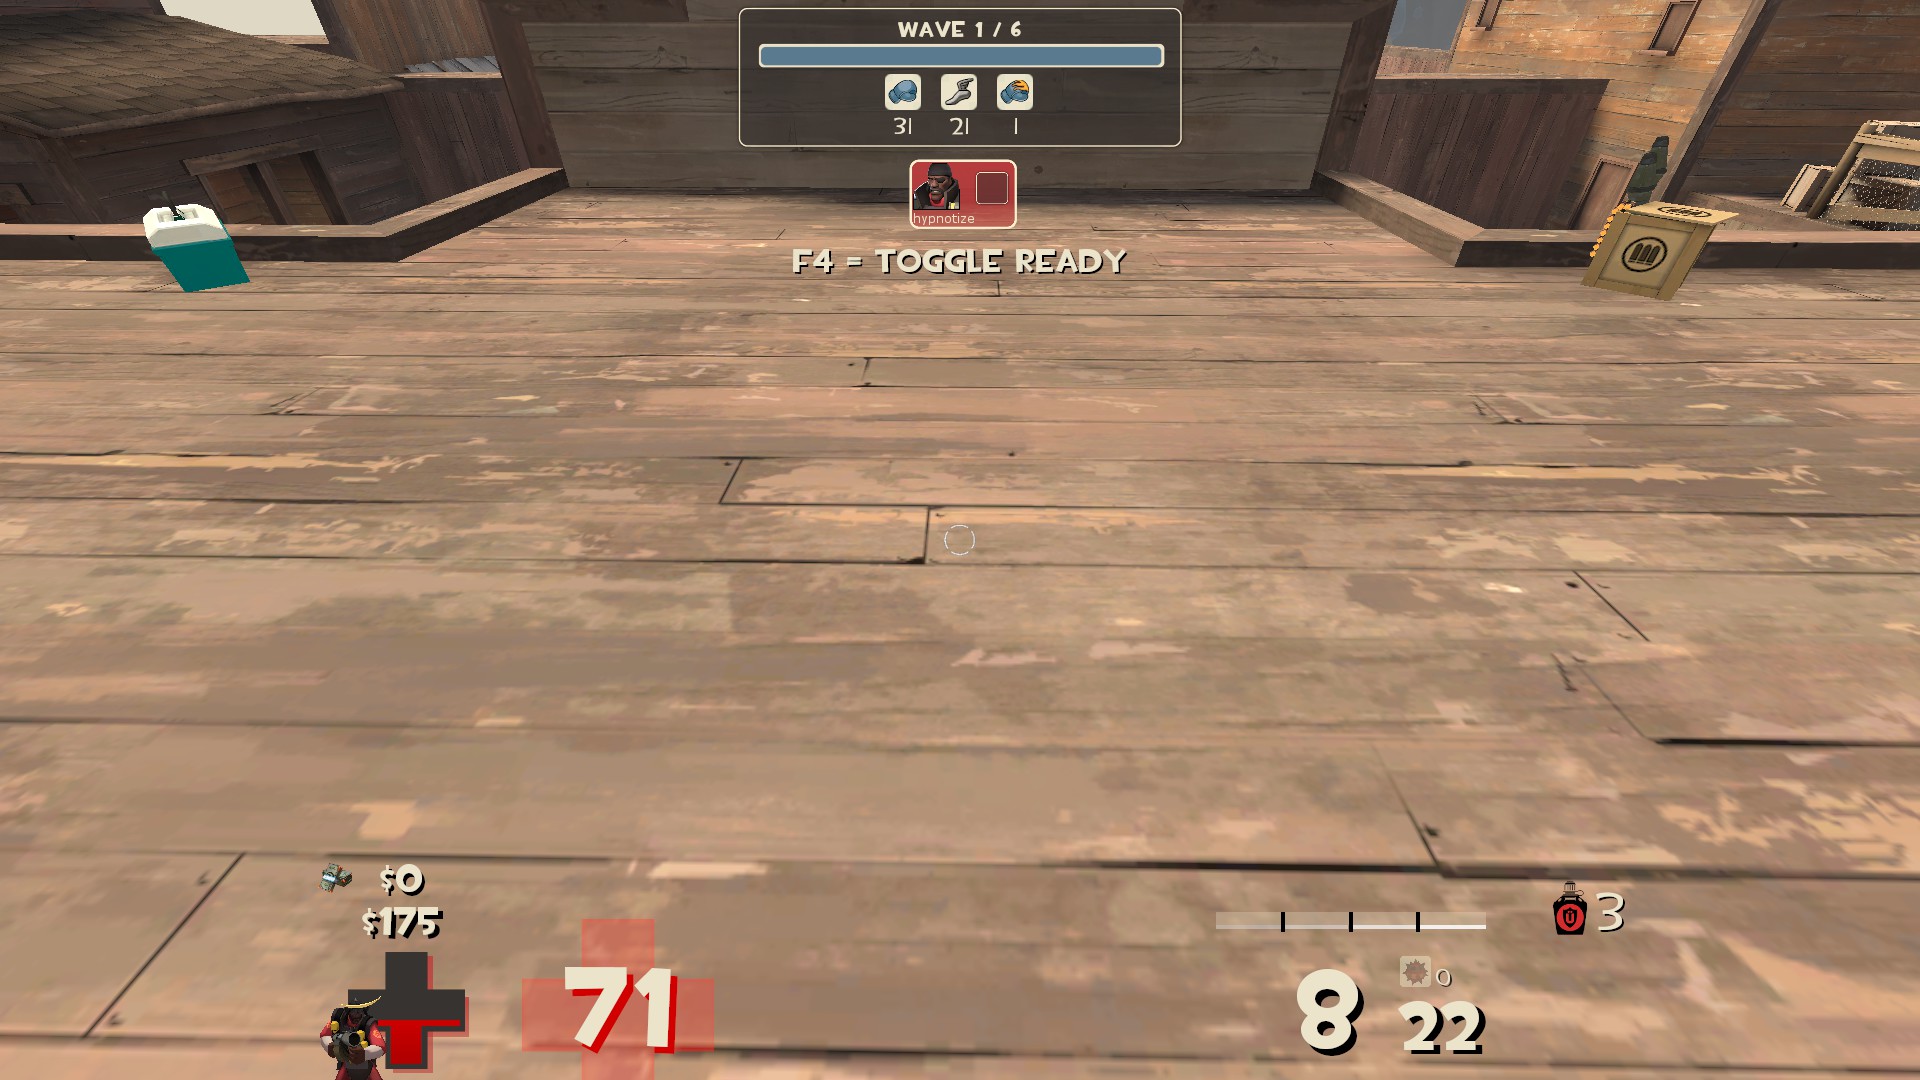 WAVE 1 / 6
31 21 1
hypnotize
F4 = TOGGLE READY
$0
$175
71
3
0
8 22